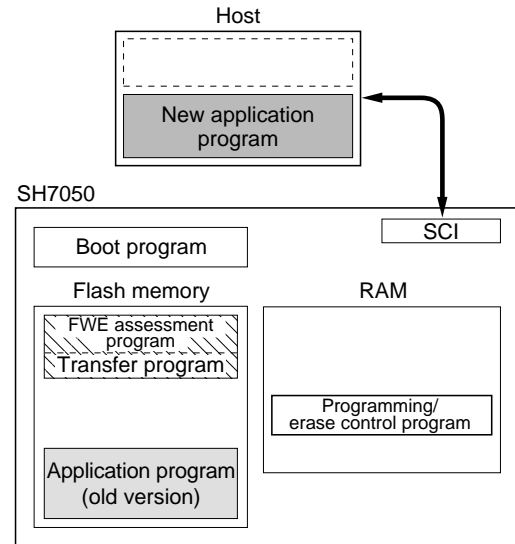 Host
New application
program
SH7050
SCI
Boot program
Flash memory
RAM
FWE assessment
program
Transfer program
Programming/
erase control program
Application program
(old version)